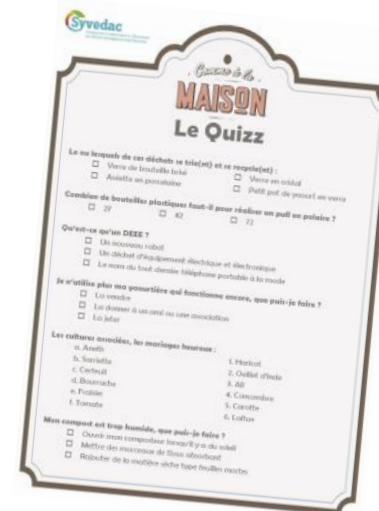 Syvedac
Comme à la
MAISON
Le Quizz
Le ou lesquels de ces déchets se trie(nt) et se recycle(nt) :
Verre de bouteille brisé
Verre en cristal
Assiette en porcelaine
Petit pot de yaourt en verre
Combien de bouteilles plastiques faut-il pour réaliser un pull en polaire ?
27
42
72
Qu'est-ce qu'un DEEE ?
Un nouveau robot
Un déchet d'équipement électrique et électronique
Le nom du tout dernier téléphone portable à la mode
Je n'utilise plus ma yaourtière qui fonctionne encore, que puis-je faire ?
La vendre
La donner à un ami ou une association
La jeter
Les cultures associées, les mariages heureux :
a. Aneth
1. Haricot
b. Sarriette
2. Oeillet d'Inde
c. Cerfeuil
3. Ail
d. Bourrache
4. Concombre
e. Fraisier
5. Carotte
f. Tomate
6. Laitue
Mon compost est trop humide, que puis-je faire ?
Ouvrir mon composteur lorsqu'il y a du soleil
Mettre des morceaux de tissu absorbant
Rajouter de la matière sèche type feuilles mortes